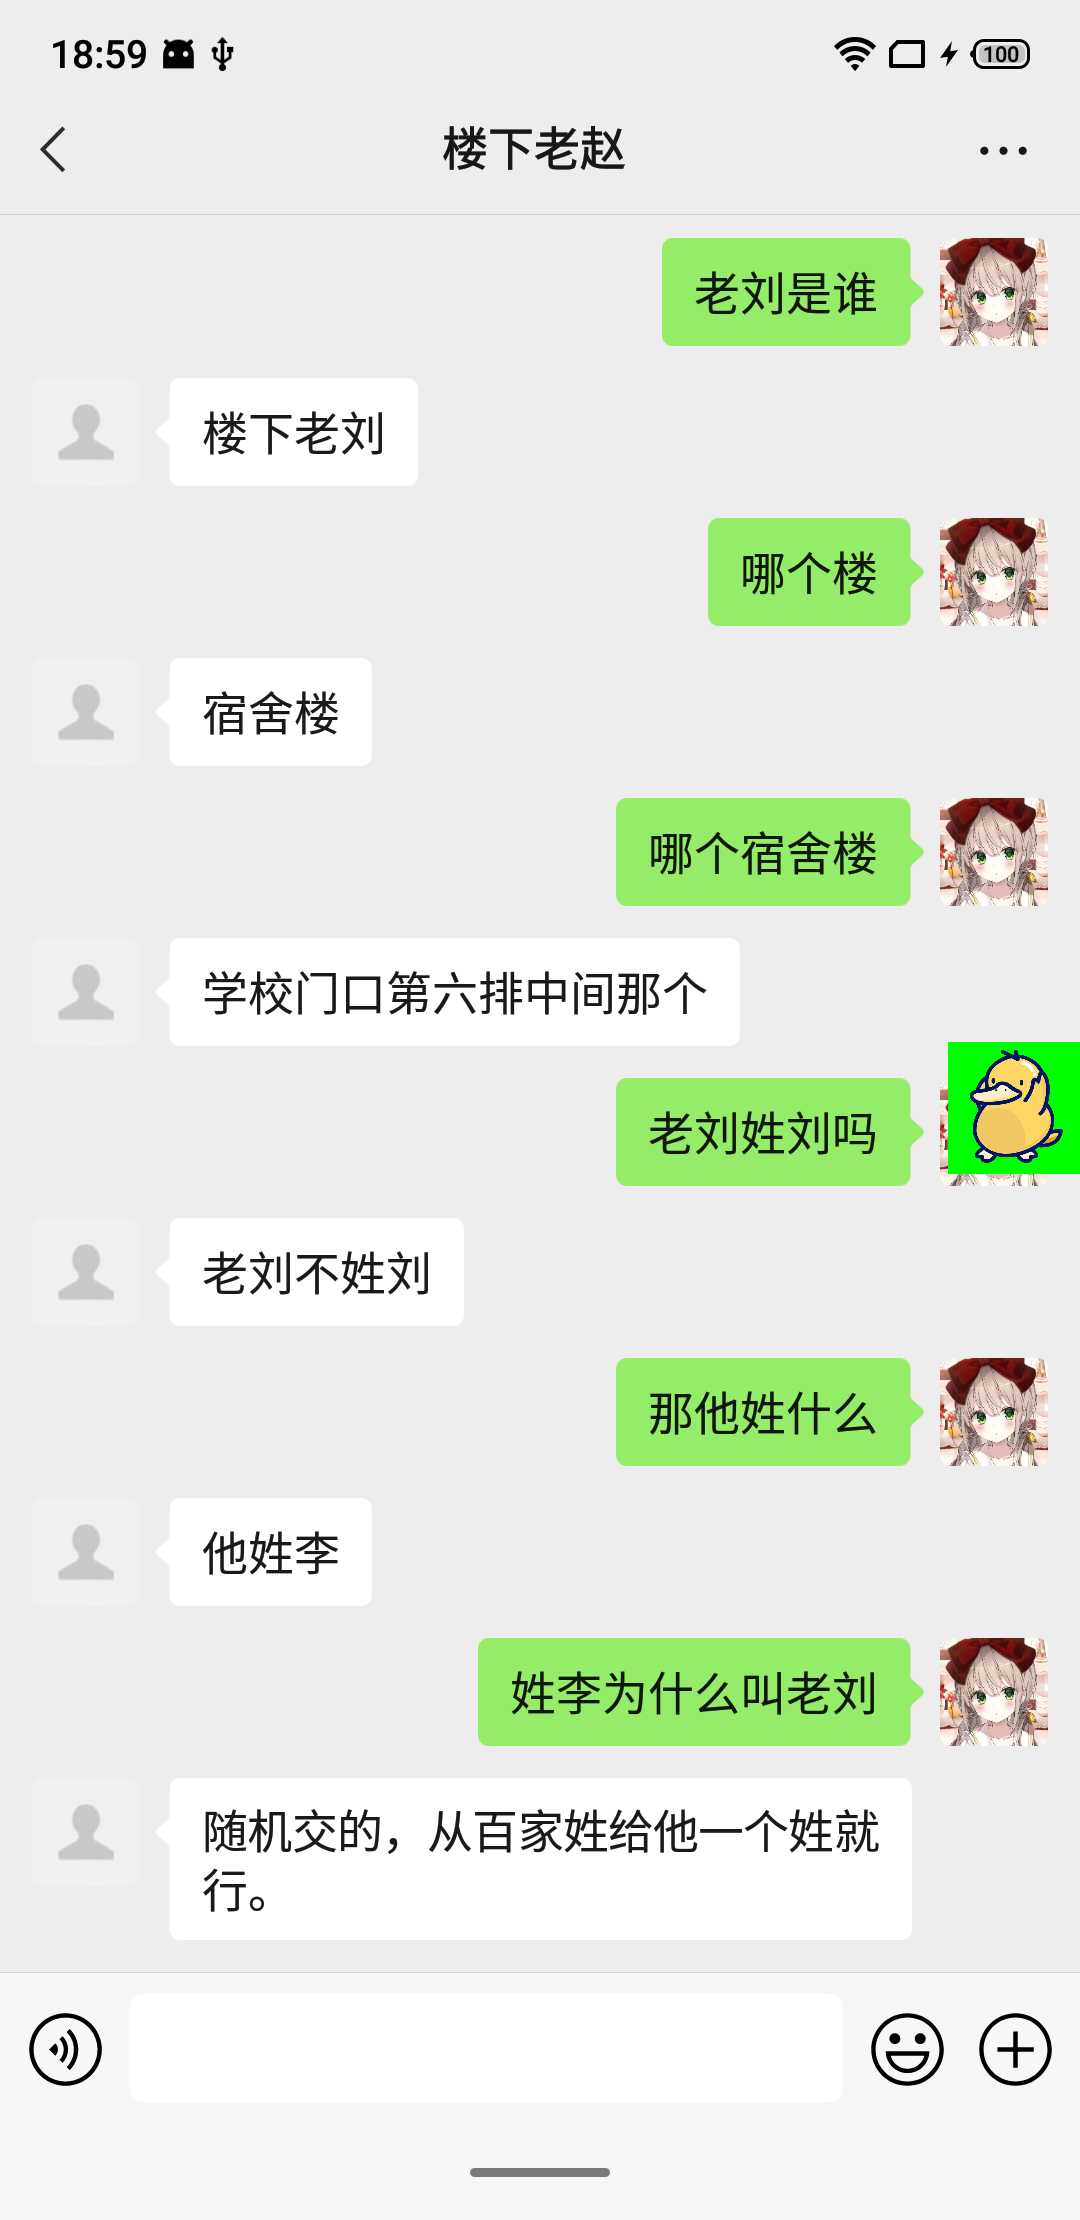 18:59
100
楼下老赵
老刘是谁
楼下老刘
哪个楼
宿舍楼
哪个宿舍楼
学校门口第六排中间那个
老刘姓刘吗
老刘不姓刘
那他姓什么
他姓李
姓李为什么叫老刘
随机交的，从百家姓给他一个姓就
行。